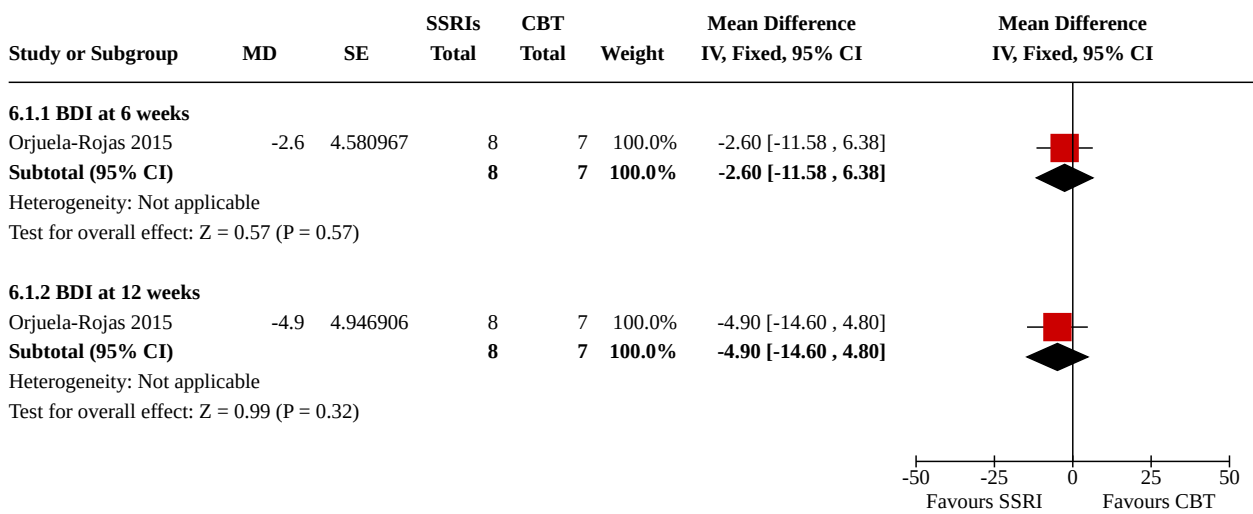 SSRIs CBT Mean Difference Mean Difference
Study or Subgroup MD SE Total Total Weight IV, Fixed, 95% CI IV, Fixed, 95% CI
6.1.1 BDI at 6 weeks
Orjuela-Rojas 2015 -2.6 4.580967 8 7 100.0% -2.60 [-11.58 , 6.38]
Subtotal (95% CI) 8 7 100.0% -2.60 [-11.58 , 6.38]
Heterogeneity: Not applicable
Test for overall effect: Z = 0.57 (P = 0.57)
6.1.2 BDI at 12 weeks
Orjuela-Rojas 2015 -4.9 4.946906 8 7 100.0% -4.90 [-14.60 , 4.80]
Subtotal (95% CI) 8 7 100.0% -4.90 [-14.60 , 4.80]
Heterogeneity: Not applicable
Test for overall effect: Z = 0.99 (P = 0.32)
-50 -25 0 25 50
Favours SSRI Favours CBT